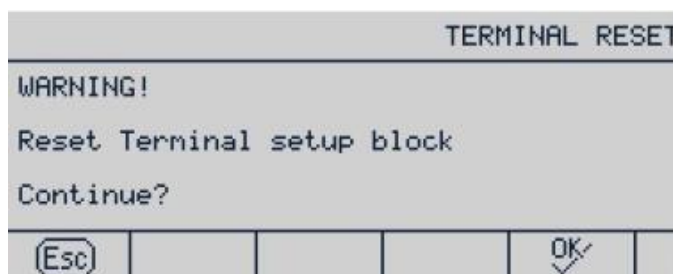 TERMINAL RESET
WARNING!
Reset Terminal setup block
Continue?
Esc OK